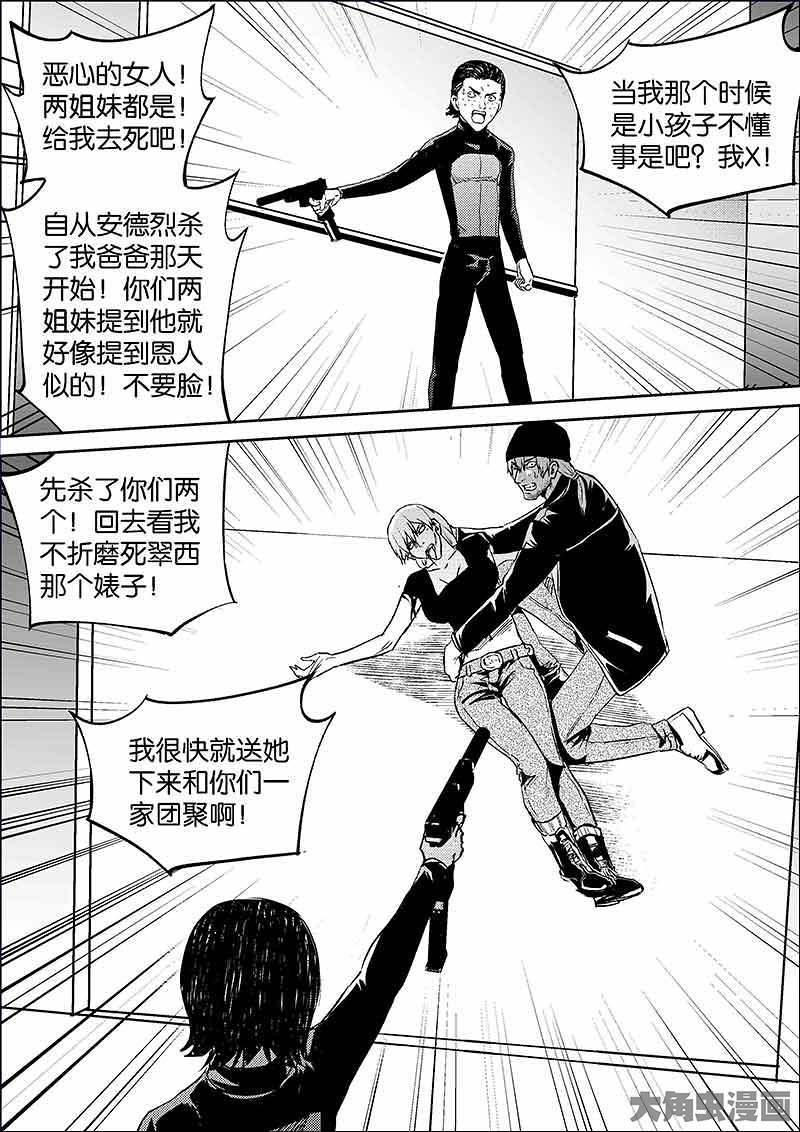 恶心的女人！
两姐妹都是！
给我去死吧！
自从安德烈杀
了我爸爸那天
开始！你们两
姐妹提到他就
好像提到恩人
似的！不要脸！
当我那个时候
是小孩子不懂
事是吧？我X！
先杀了你们两
个！回去看我
不折磨死翠西
那个婊子！
我很快就送她
下来和你们一
家团聚啊！
大角虫漫画